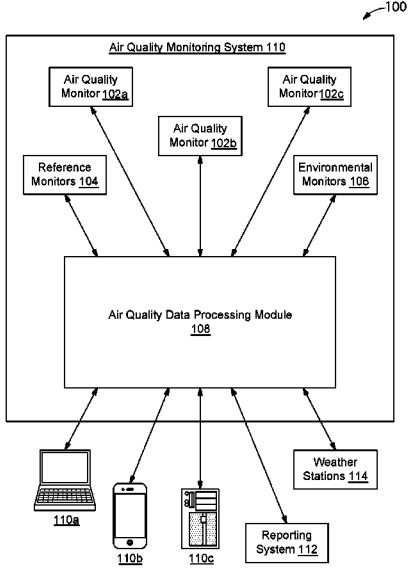 100
Air Quality Monitoring System 110
Air Quality
Monitor 102a
Air Quality
Monitor 102c
Air Quality
Monitor 102b
Reference
Monitors 104
Environmental
Monitors 106
Air Quality Data Processing Module
108
110a
110b
110c
Reporting
System 112
Weather
Stations 114